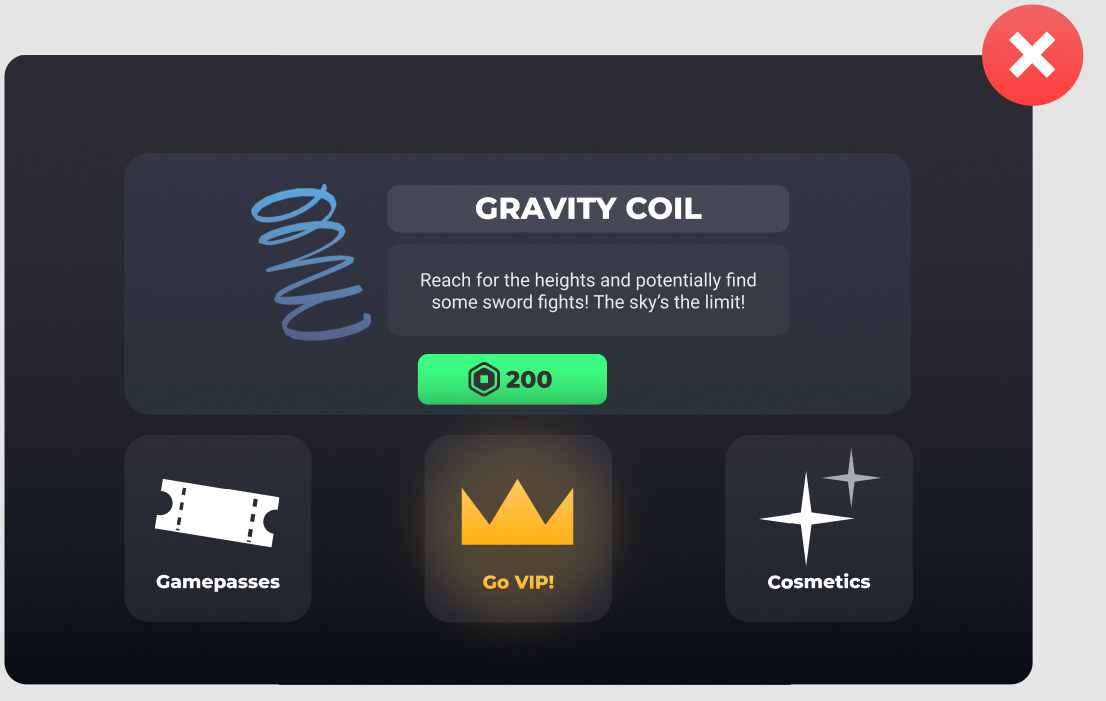 GRAVITY COIL
Reach for the heights and potentially find
some sword fights! The sky’s the limit!
200
Gamepasses
Go VIP!
Cosmetics